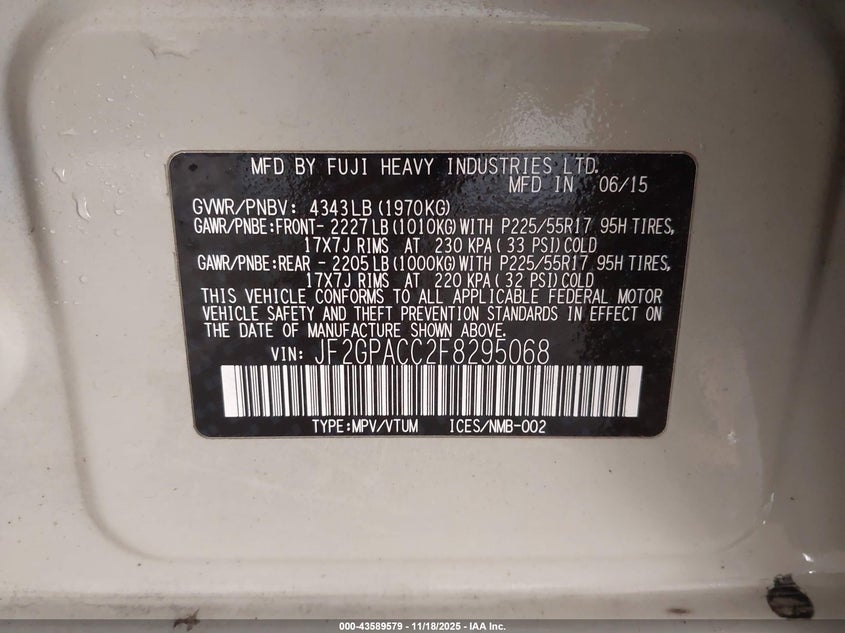 MFD BY FUJI HEAVY INDUSTRIES LTD.
MFD IN 06/15
GVWR/PNBV: 4343LB(1970KG)
GAWR/PNBE:FRONT- 2227LB(1010KG)WITH P225/55R17 95H TIRES,
17X7J RIMS AT 230 KPA( 33 PSI)COLD
GAWR/PNBE:REAR - 2205LB(1000KG)WITH P225/55R17 95H TIRES,
17X7J RIMS AT 220 KPA( 32 PSI)COLD
THIS VEHICLE CONFORMS TO ALL APPLICABLE FEDERAL MOTOR
VEHICLE SAFETY AND THEFT PREVENTION STANDARDS IN EFFECT ON
THE DATE OF MANUFACTURE SHOWN ABOVE.
VIN: JF2GPACC2F8295068
TYPE:MPV/VTUM ICES/NMB-002
000-43589579 - 11/18/2025 - IAA Inc.